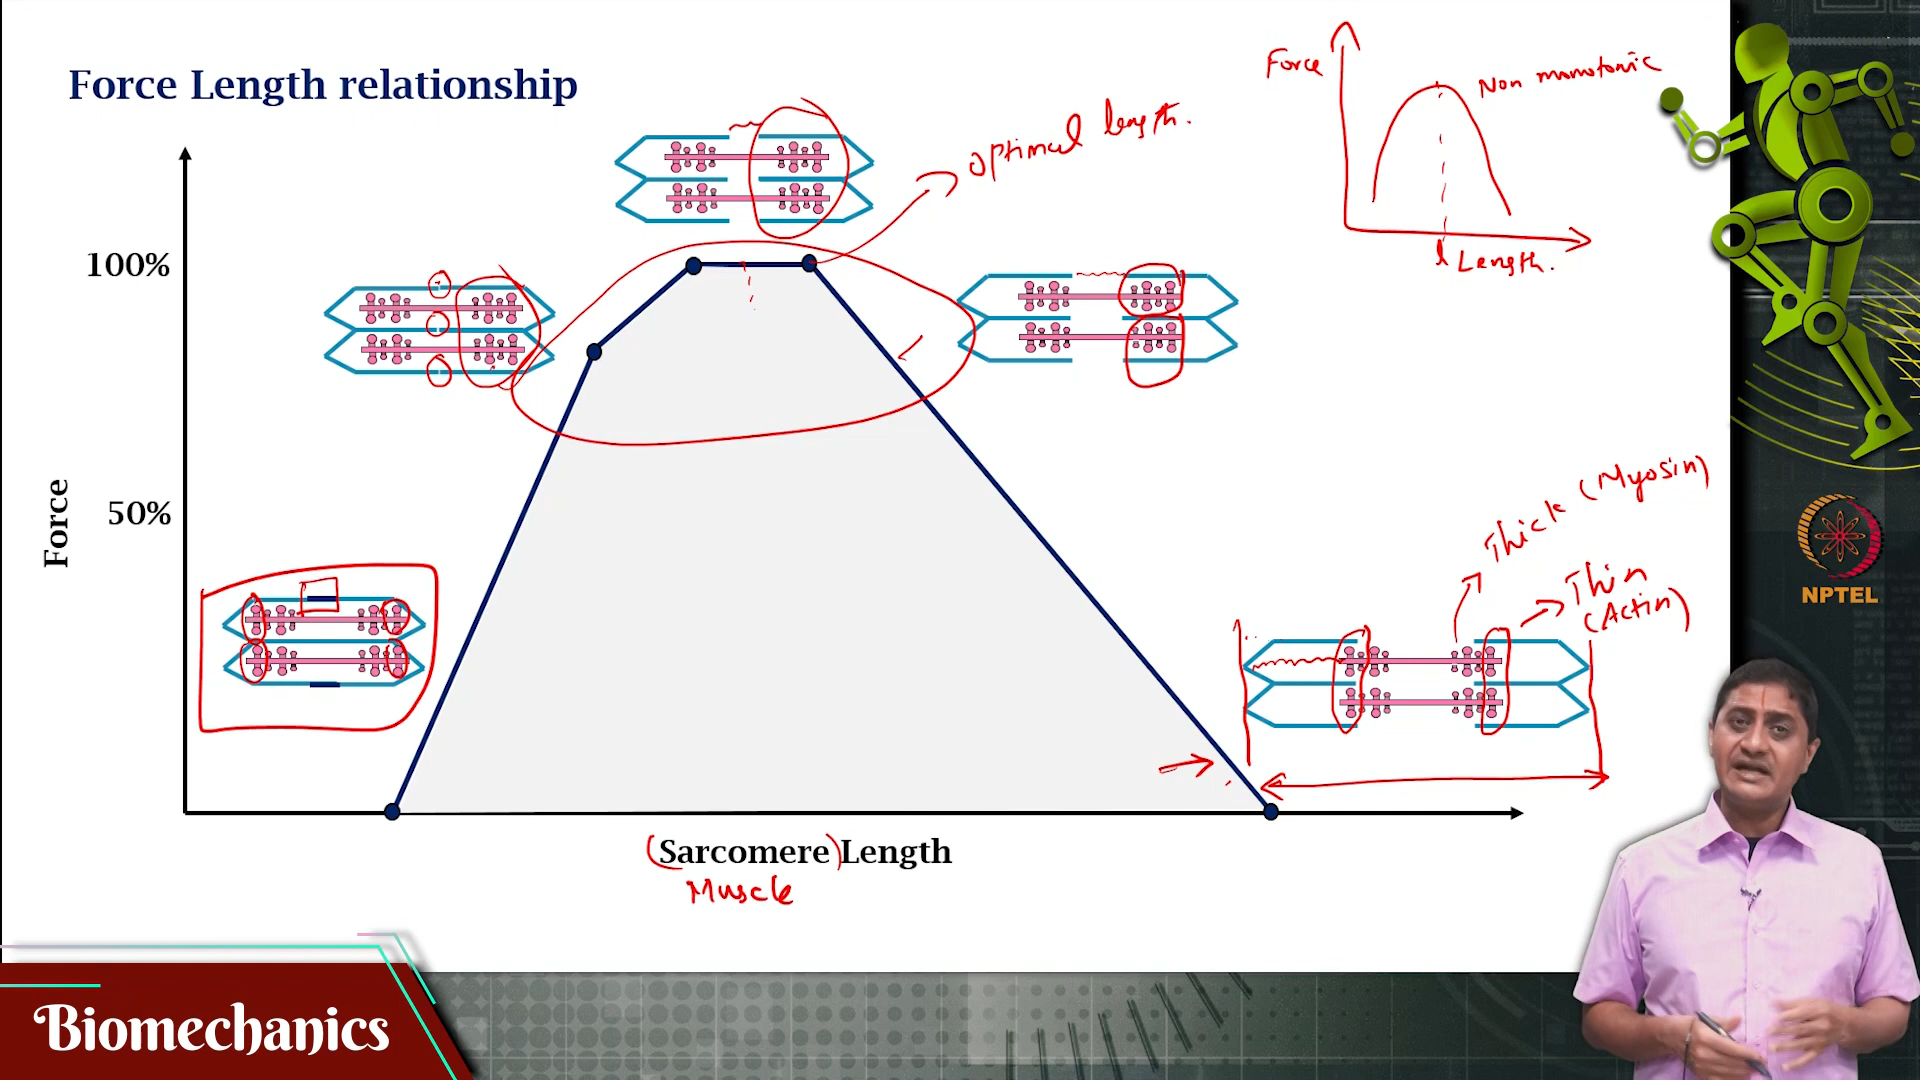 Force Length relationship
Force
Non monotonic
l Length.
Optimal length.
100%
50%
Force
Thick (Myosin)
Thin
(Actin)
(Sarcomere) Length
Muscle
NPTEL
Biomechanics